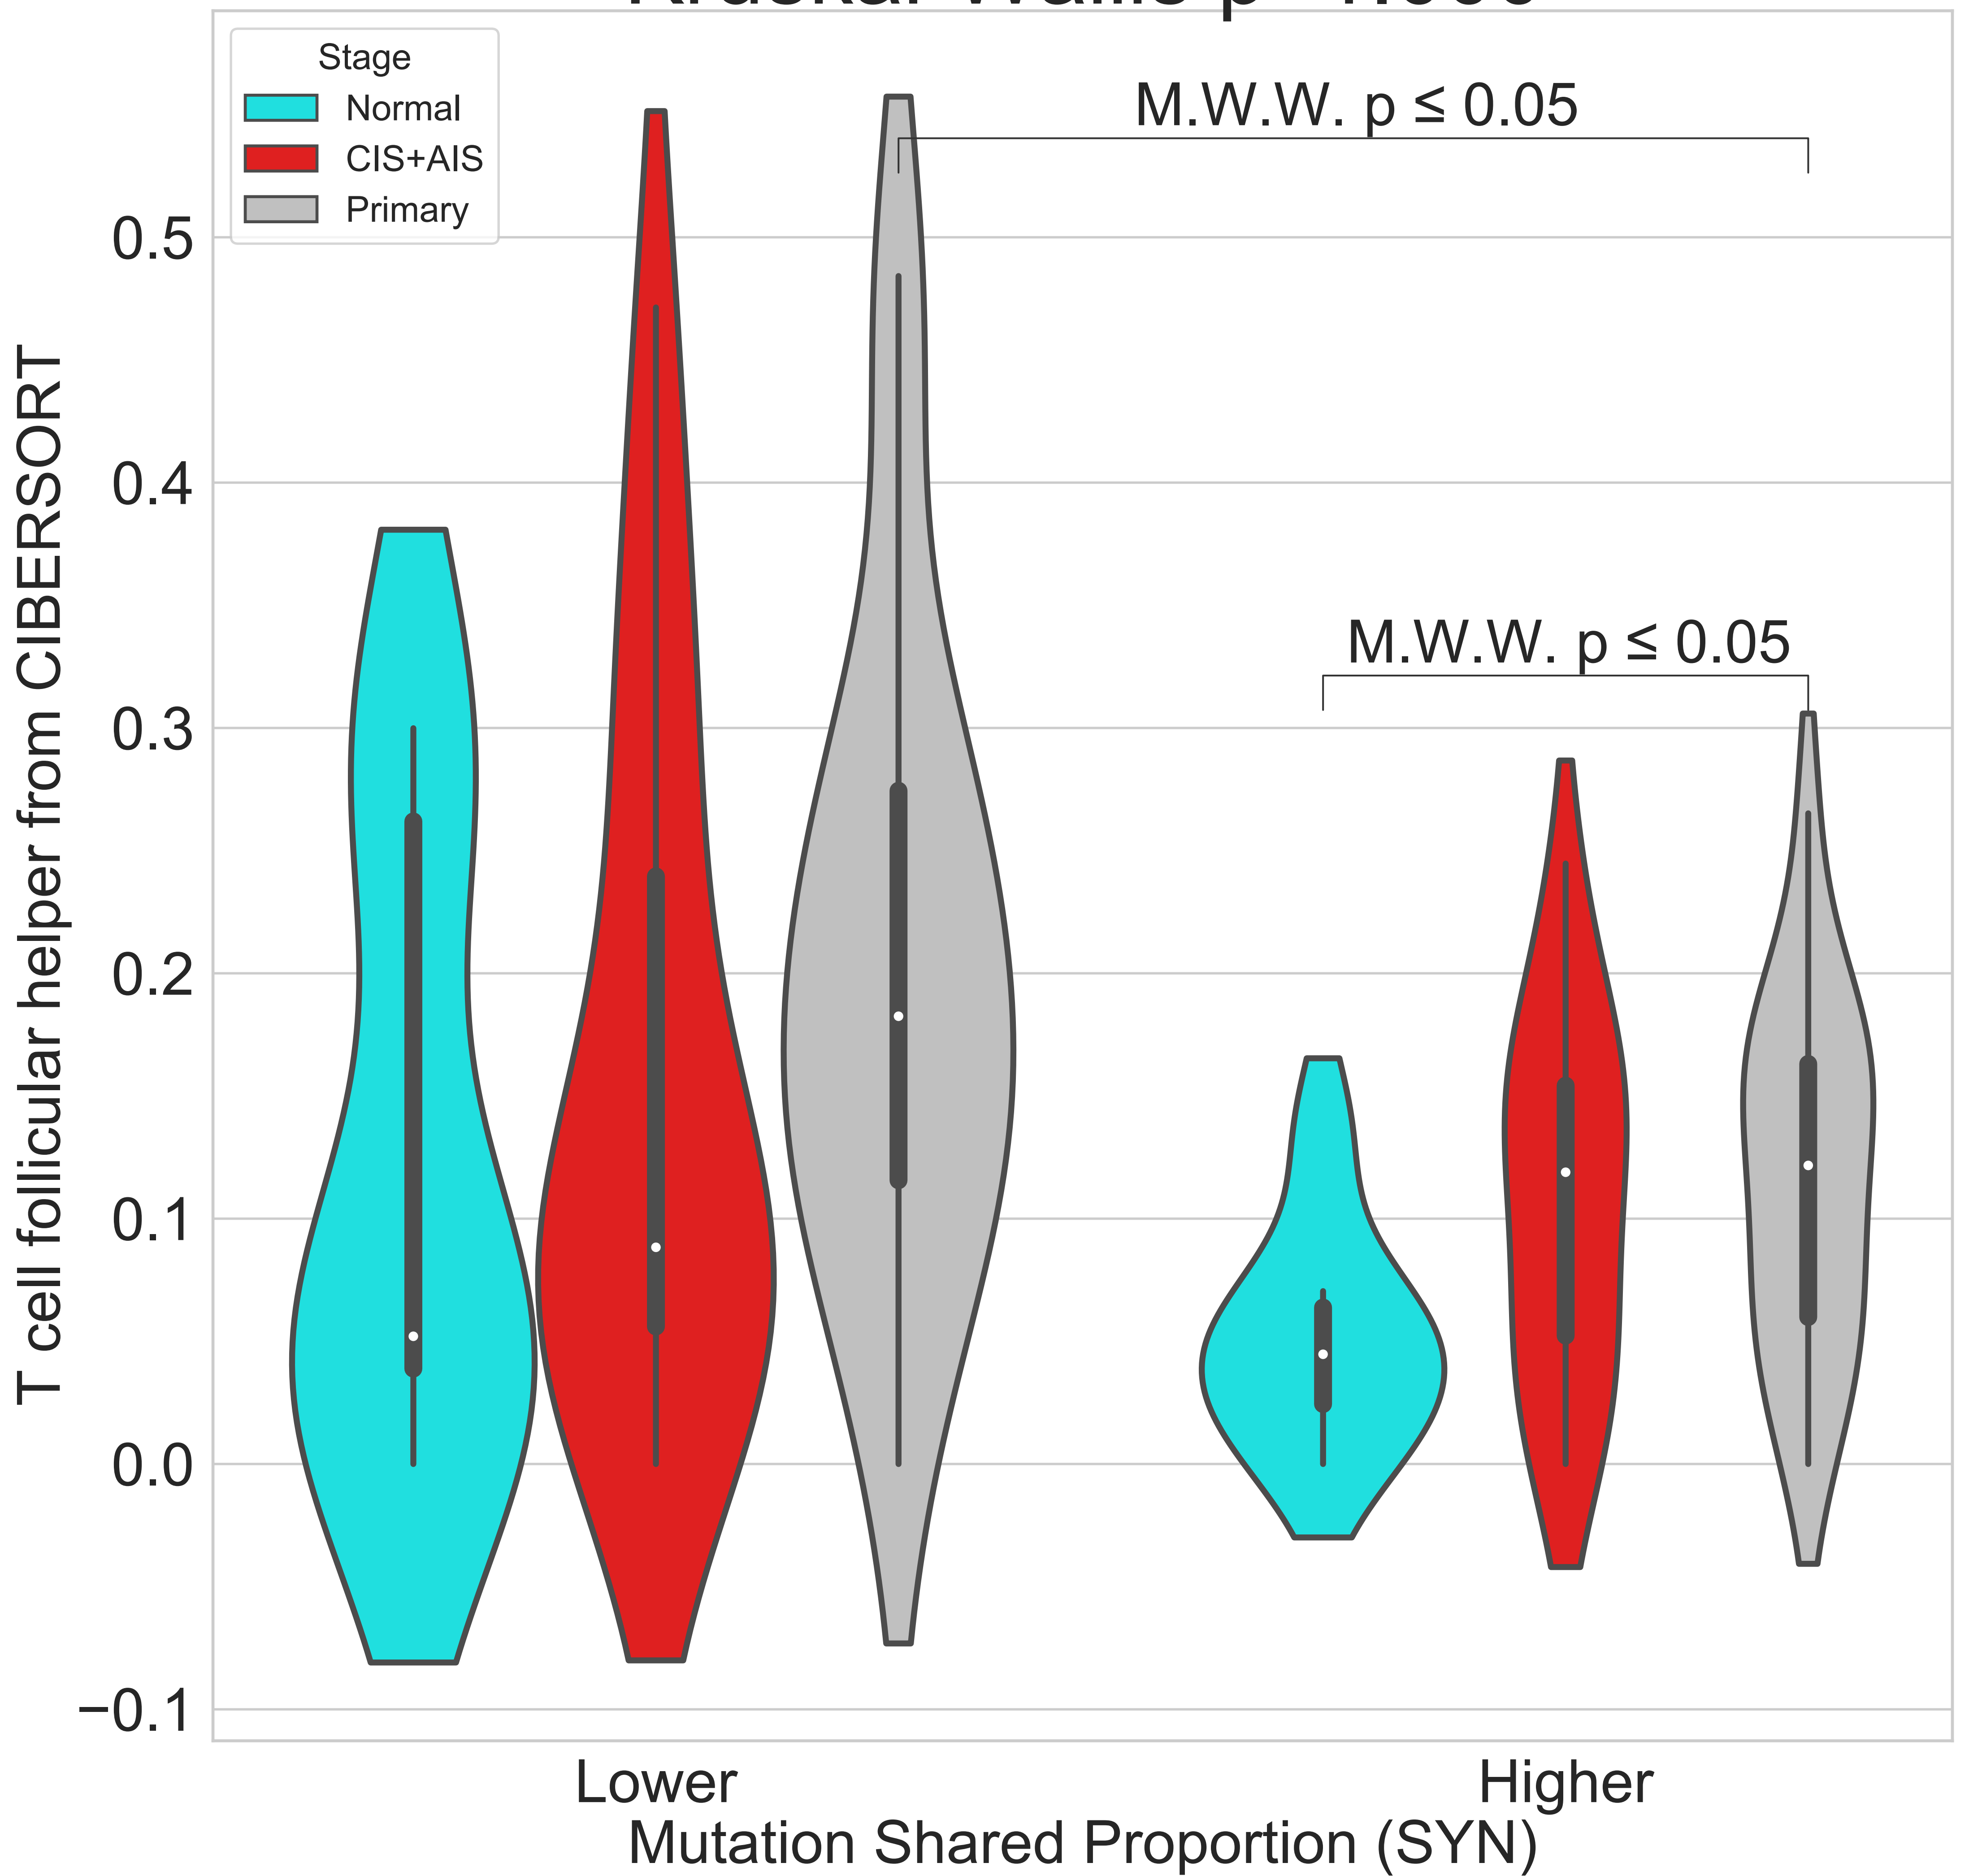 Stage
Normal
CIS+AIS
Primary
M.W.W. p ≤ 0.05
M.W.W. p ≤ 0.05
T cell follicular helper from CIBERSORT
0.5
0.4
0.3
0.2
0.1
0.0
−0.1
Lower
Higher
Mutation Shared Proportion (SYN)